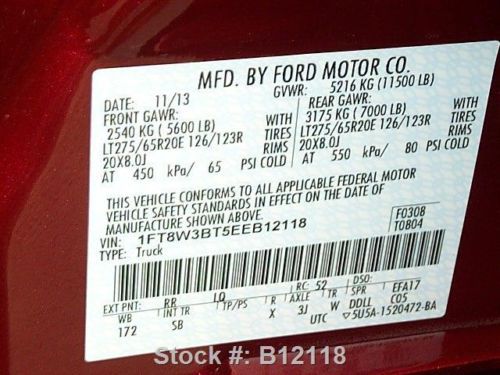 MFD. BY FORD MOTOR CO.
DATE: 11/13 GVWR: 5216 KG (11500 LB)
FRONT GAWR: REAR GAWR:
2540 KG ( 5600 LB) WITH 3175 KG ( 7000 LB) WITH
LT275/65R20E 126/123R TIRES LT275/65R20E 126/123R TIRES
20X8.0J RIMS 20X8.0J RIMS
AT 450 kPa/ 65 PSI COLD AT 550 kPa/ 80 PSI COLD
THIS VEHICLE CONFORMS TO ALL APPLICABLE FEDERAL MOTOR
VEHICLE SAFETY STANDARDS IN EFFECT ON THE DATE OF
MANUFACTURE SHOWN ABOVE.
VIN: 1FT8W3BT5EEB12118 F0308
TYPE: Truck T0804
EXT PNT: RR LQ RC: 52 DSO:
WB INT TR TP/PS R AXLE TR SPR EFA17
172 SB X 3J W DDLL C05
UTC ▽5U5A-1520472-BA
Stock #: B12118